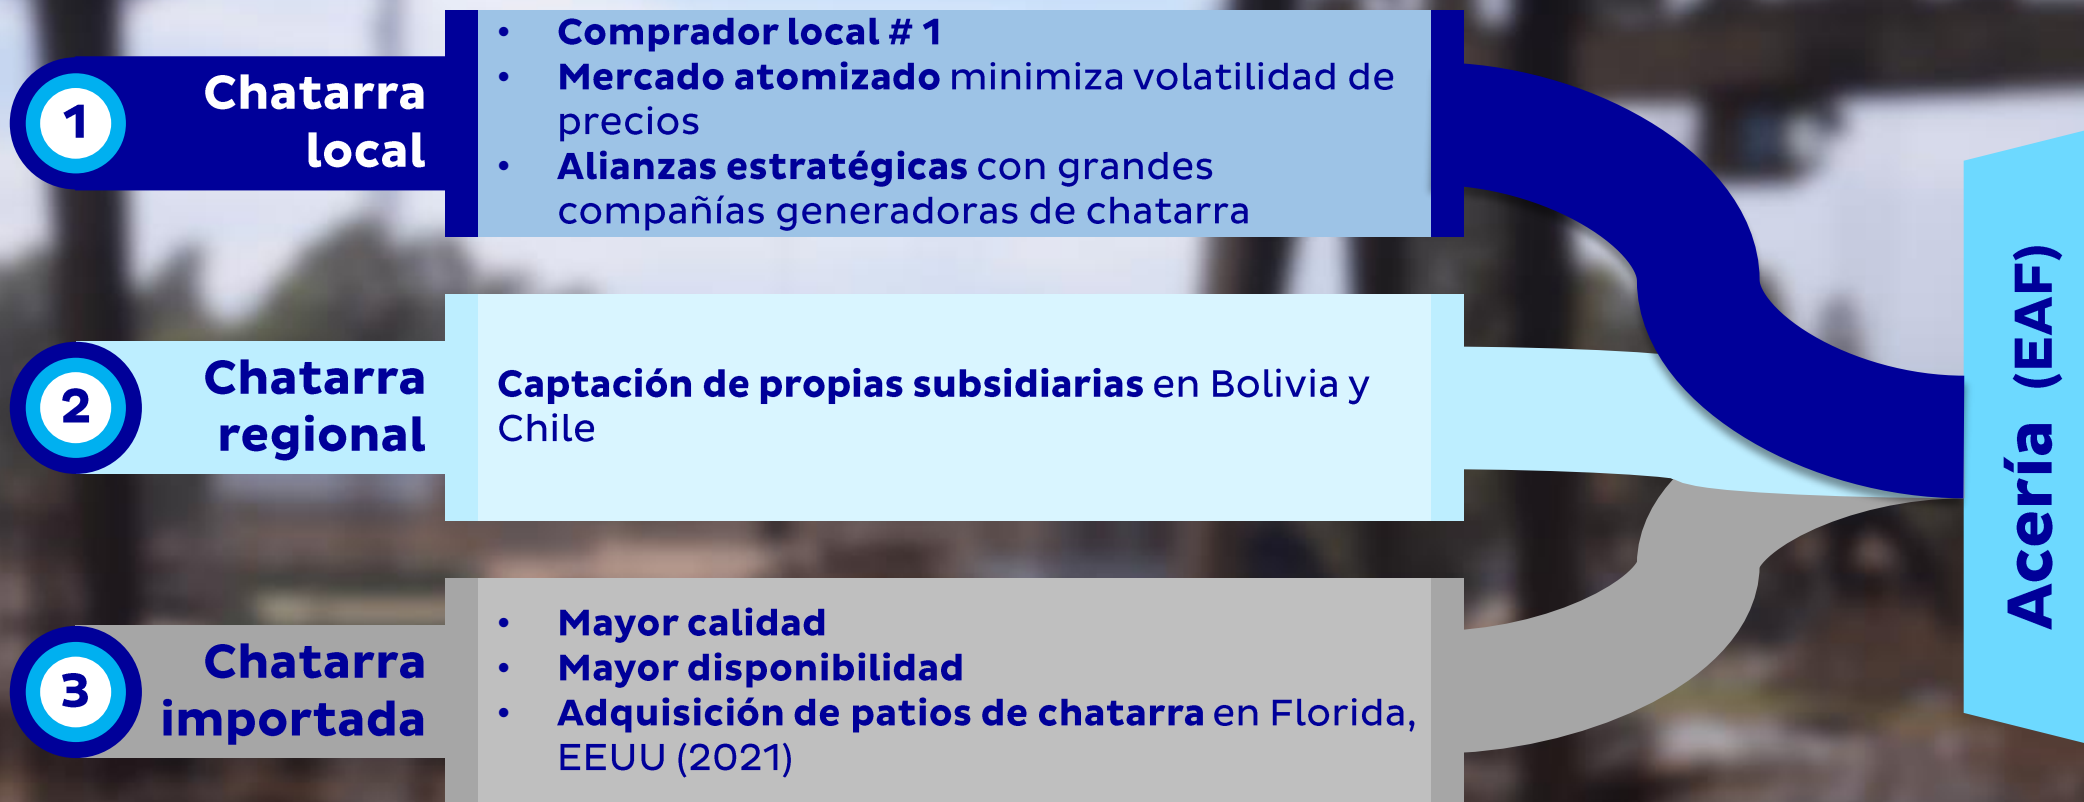 1
Chatarra
local
• Comprador local # 1
• Mercado atomizado minimiza volatilidad de
precios
• Alianzas estratégicas con grandes
compañías generadoras de chatarra
2
Chatarra
regional
Captación de propias subsidiarias en Bolivia y
Chile
3
Chatarra
importada
• Mayor calidad
• Mayor disponibilidad
• Adquisición de patios de chatarra en Florida,
EEUU (2021)
Acería (EAF)